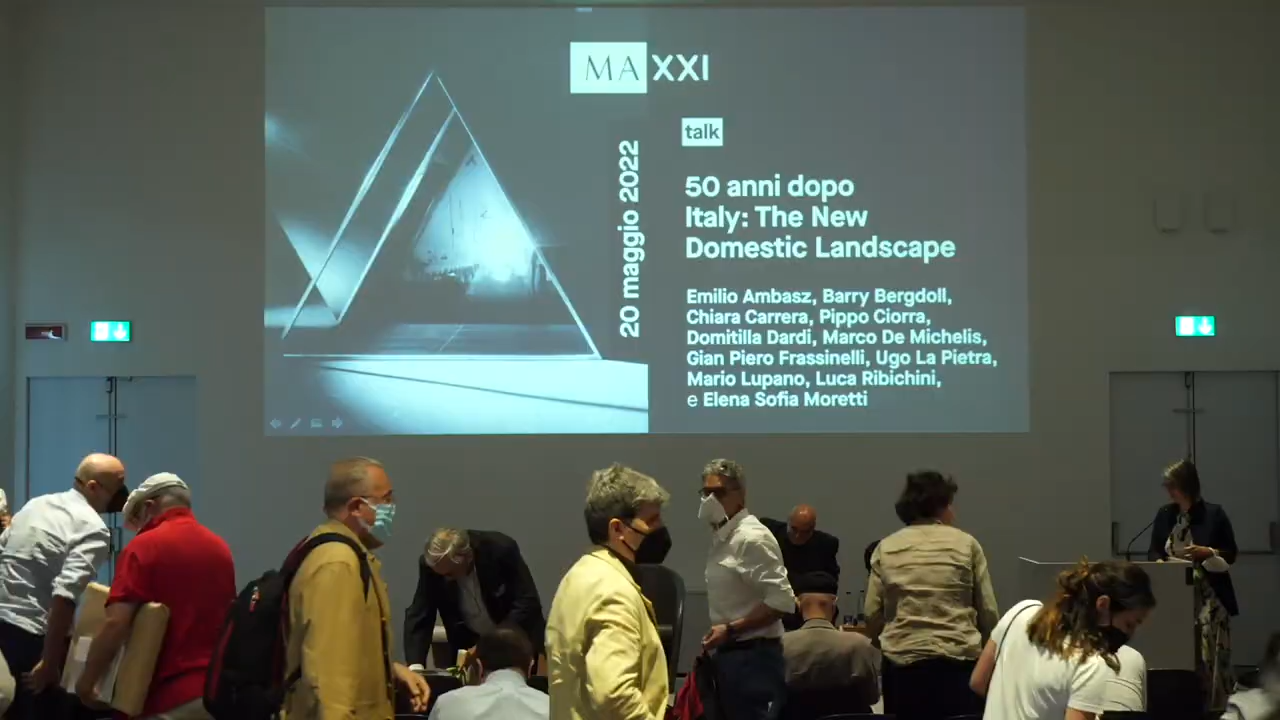 MAXXI
talk
20 maggio 2022
50 anni dopo
Italy: The New
Domestic Landscape
Emilio Ambasz, Barry Bergdoll,
Chiara Carrera, Pippo Ciorra,
Domitilla Dardi, Marco De Michelis,
Gian Piero Frassinelli, Ugo La Pietra,
Mario Lupano, Luca Ribichini,
e Elena Sofia Moretti